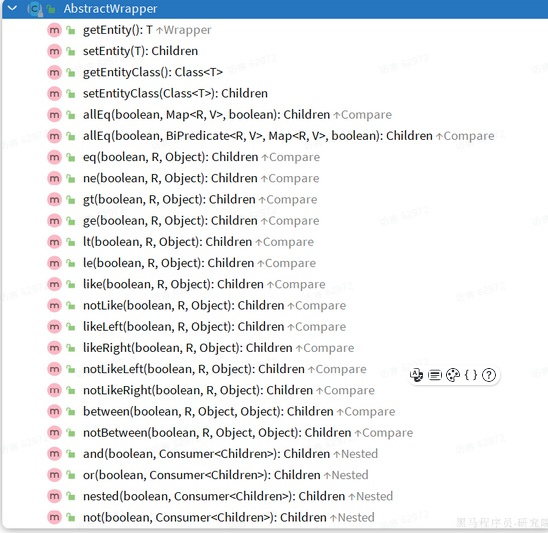 AbstractWrapper
getEntity(): T ↑Wrapper
setEntity(T): Children
getEntityClass(): Class<T>
setEntityClass(Class<T>): Children
allEq(boolean, Map<R, V>, boolean): Children ↑Compare
allEq(boolean, BiPredicate<R, V>, Map<R, V>, boolean): Children ↑Compare
eq(boolean, R, Object): Children ↑Compare
ne(boolean, R, Object): Children ↑Compare
gt(boolean, R, Object): Children ↑Compare
ge(boolean, R, Object): Children ↑Compare
lt(boolean, R, Object): Children ↑Compare
le(boolean, R, Object): Children ↑Compare
like(boolean, R, Object): Children ↑Compare
notLike(boolean, R, Object): Children ↑Compare
likeLeft(boolean, R, Object): Children ↑Compare
likeRight(boolean, R, Object): Children ↑Compare
notLikeLeft(boolean, R, Object): Children ↑Compare
notLikeRight(boolean, R, Object): Children ↑Compare
between(boolean, R, Object, Object): Children ↑Compare
notBetween(boolean, R, Object, Object): Children ↑Compare
and(boolean, Consumer<Children>): Children ↑Nested
or(boolean, Consumer<Children>): Children ↑Nested
nested(boolean, Consumer<Children>): Children ↑Nested
not(boolean, Consumer<Children>): Children ↑Nested
黑马程序员-研究院